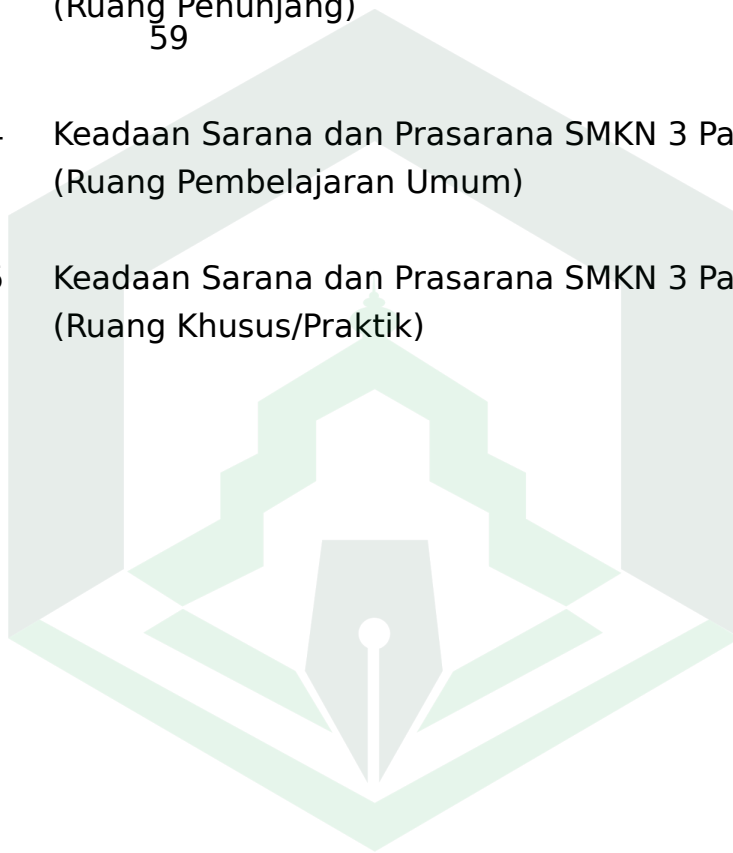 (Ruang Penunjang)
59
Keadaan Sarana dan Prasarana SMKN 3 Pa
(Ruang Pembelajaran Umum)
Keadaan Sarana dan Prasarana SMKN 3 Pa
(Ruang Khusus/Praktik)